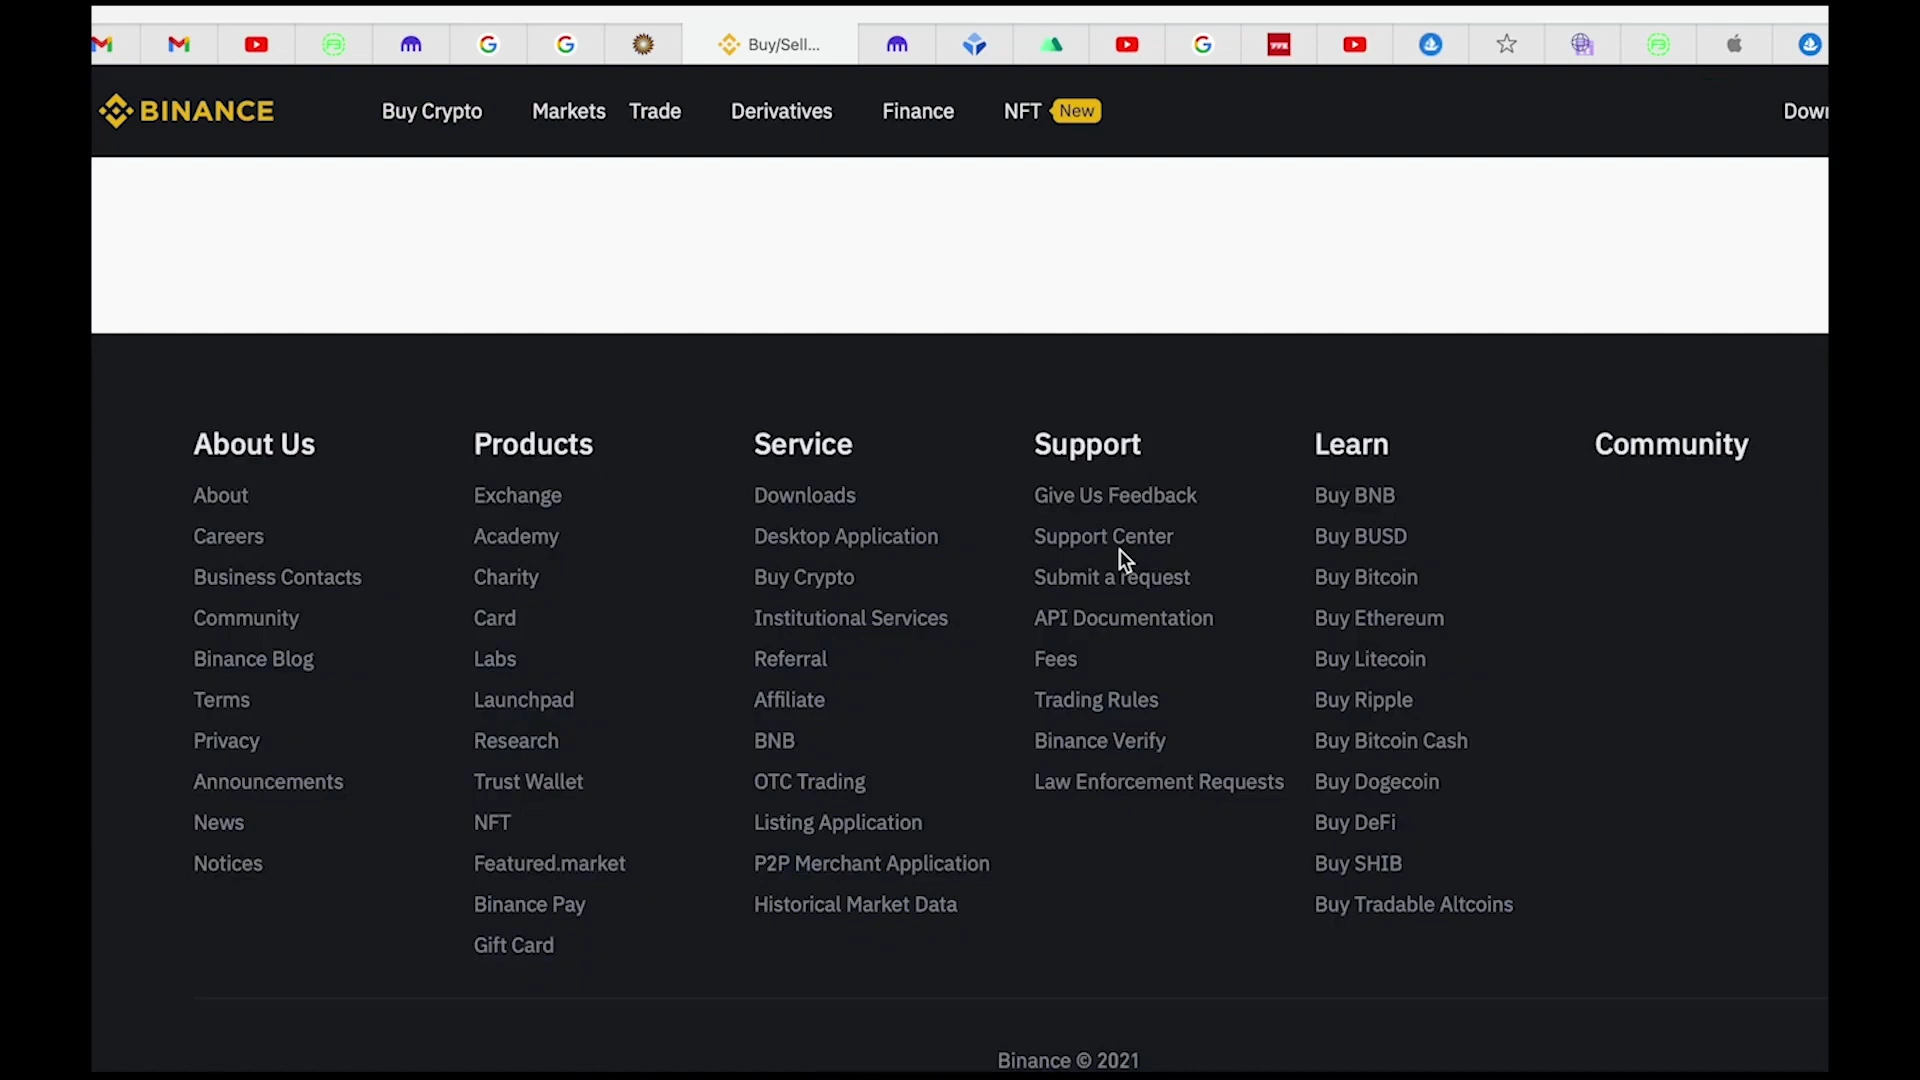 Buy/Sell...
BINANCE
Buy Crypto Markets Trade Derivatives Finance NFT New
About Us
About
Careers
Business Contacts
Community
Binance Blog
Terms
Privacy
Announcements
News
Notices
Products
Exchange
Academy
Charity
Card
Labs
Launchpad
Research
Trust Wallet
NFT
Featured.market
Binance Pay
Gift Card
Service
Downloads
Desktop Application
Buy Crypto
Institutional Services
Referral
Affiliate
BNB
OTC Trading
Listing Application
P2P Merchant Application
Historical Market Data
Support
Give Us Feedback
Support Center
Submit a request
API Documentation
Fees
Trading Rules
Binance Verify
Law Enforcement Requests
Learn
Buy BNB
Buy BUSD
Buy Bitcoin
Buy Ethereum
Buy Litecoin
Buy Ripple
Buy Bitcoin Cash
Buy Dogecoin
Buy DeFi
Buy SHIB
Buy Tradable Altcoins
Community
Binance © 2021